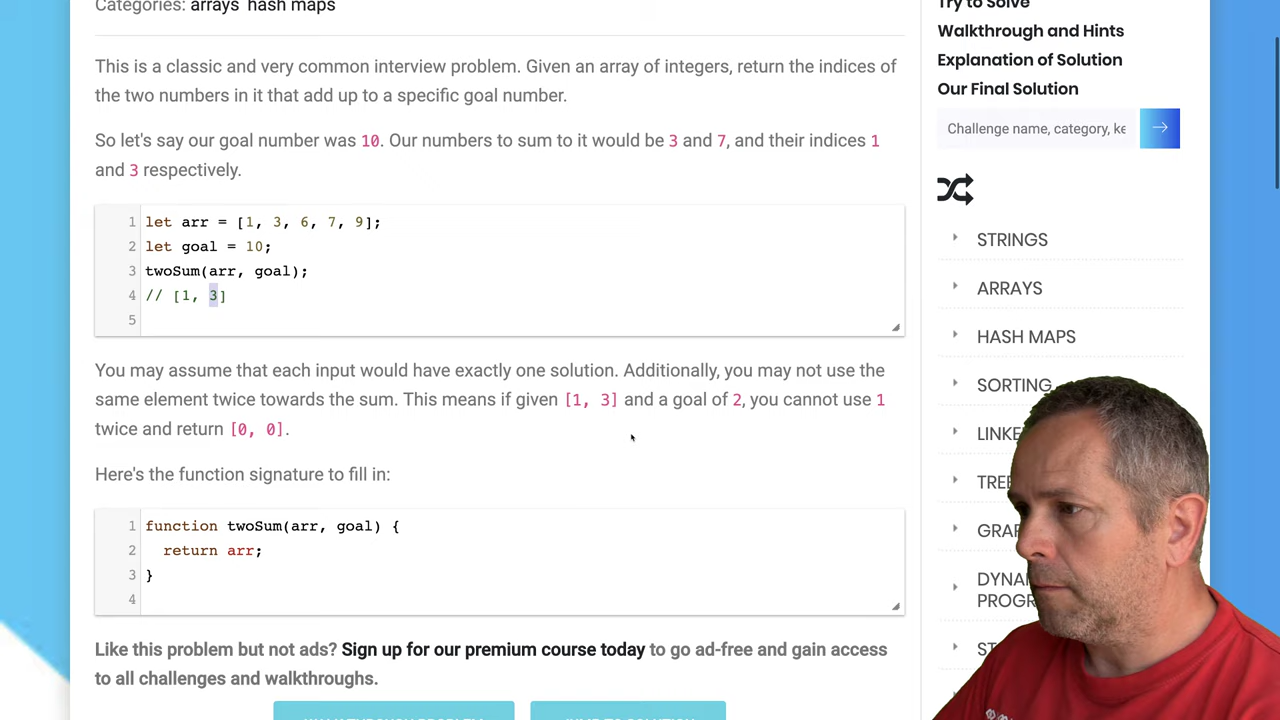 Categories: arrays hash maps
This is a classic and very common interview problem. Given an array of integers, return the indices of
the two numbers in it that add up to a specific goal number.
So let's say our goal number was 10. Our numbers to sum to it would be 3 and 7, and their indices 1
and 3 respectively.
1 let arr = [1, 3, 6, 7, 9];
2 let goal = 10;
3 twoSum(arr, goal);
4 // [1, 3]
5
You may assume that each input would have exactly one solution. Additionally, you may not use the
same element twice towards the sum. This means if given [1, 3] and a goal of 2, you cannot use 1
twice and return [0, 0].
Here's the function signature to fill in:
1 function twoSum(arr, goal) {
2 return arr;
3 }
4
Like this problem but not ads? Sign up for our premium course today to go ad-free and gain access
to all challenges and walkthroughs.
Try to Solve
Walkthrough and Hints
Explanation of Solution
Our Final Solution
Challenge name, category, ke
STRINGS
ARRAYS
HASH MAPS
SORTING
LINKE
TREE
GRAP
DYNA
PROGR
ST